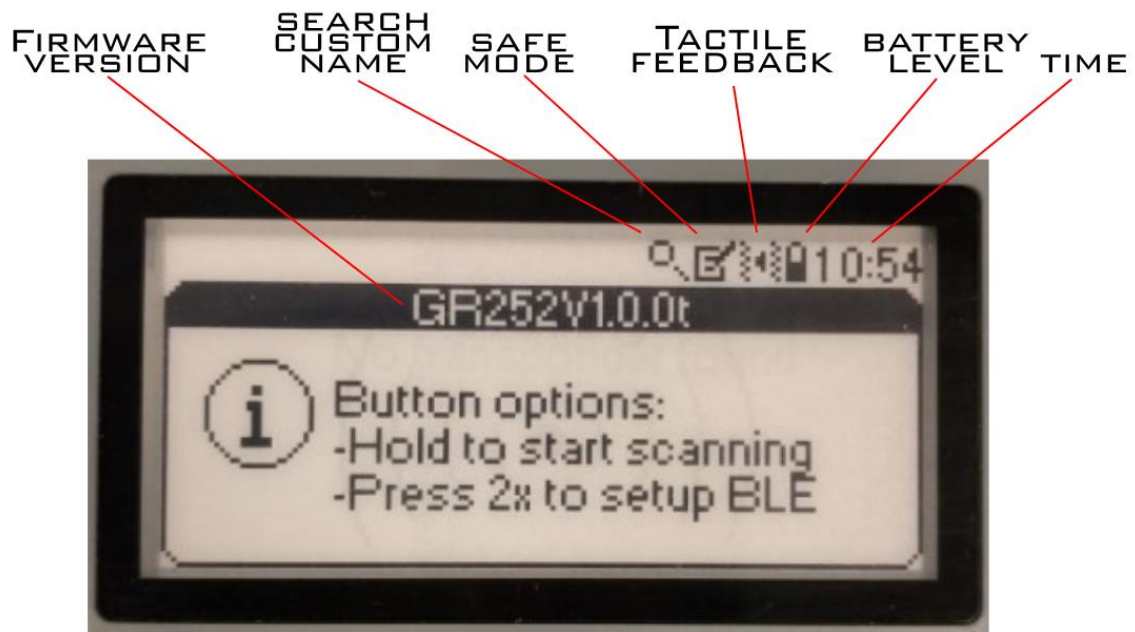 FIRMWARE
VERSION
SEARCH
CUSTOM
NAME
SAFE
MODE
TACTILE
FEEDBACK
BATTERY
LEVEL
TIME
10:54
GR252V1.0.0t
i
Button options:
-Hold to start scanning
-Press 2x to setup BLE